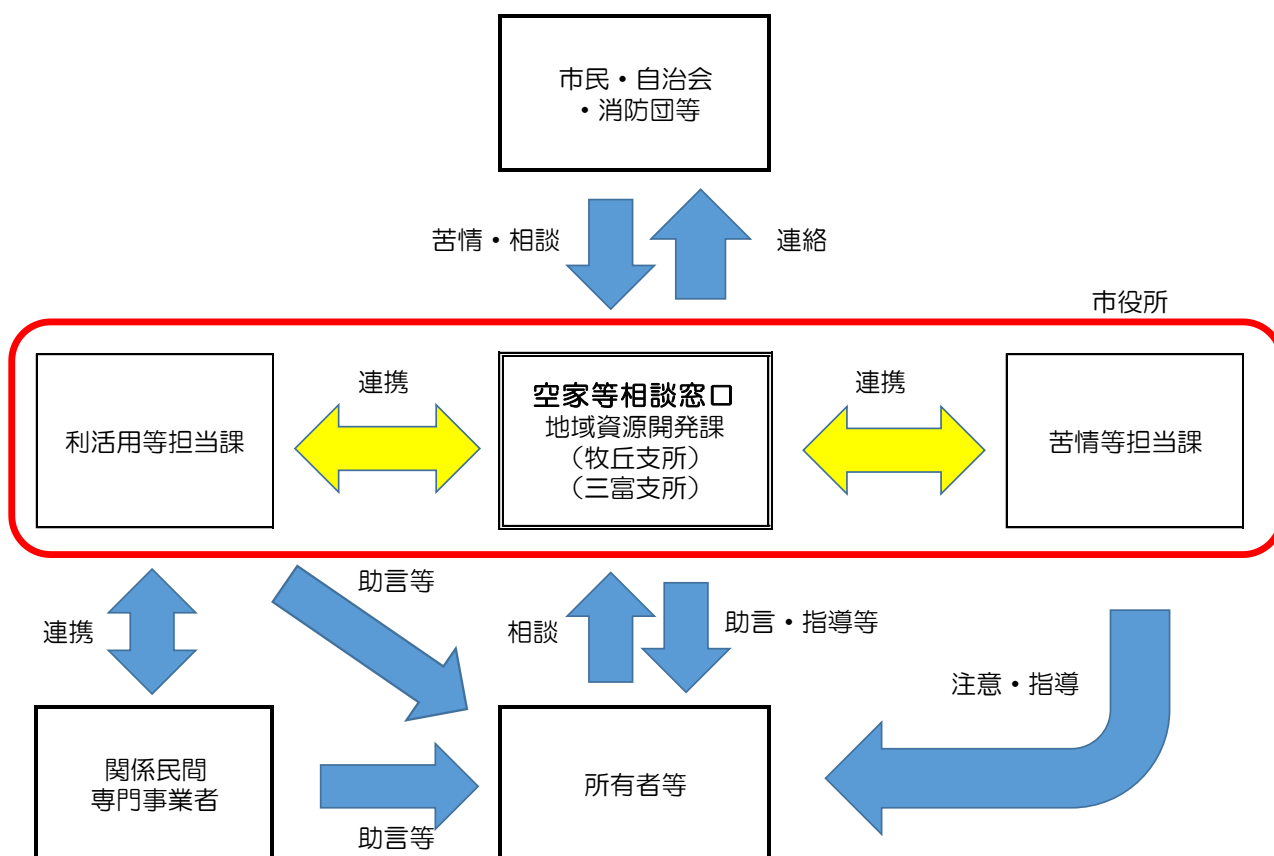 市民・自治会
・消防団等
苦情・相談
連絡
市役所
利活用等担当課
連携
空家等相談窓口
地域資源開発課
（牧丘支所）
（三富支所）
連携
苦情等担当課
連携
助言等
相談
助言・指導等
注意・指導
関係民間
専門事業者
助言等
所有者等